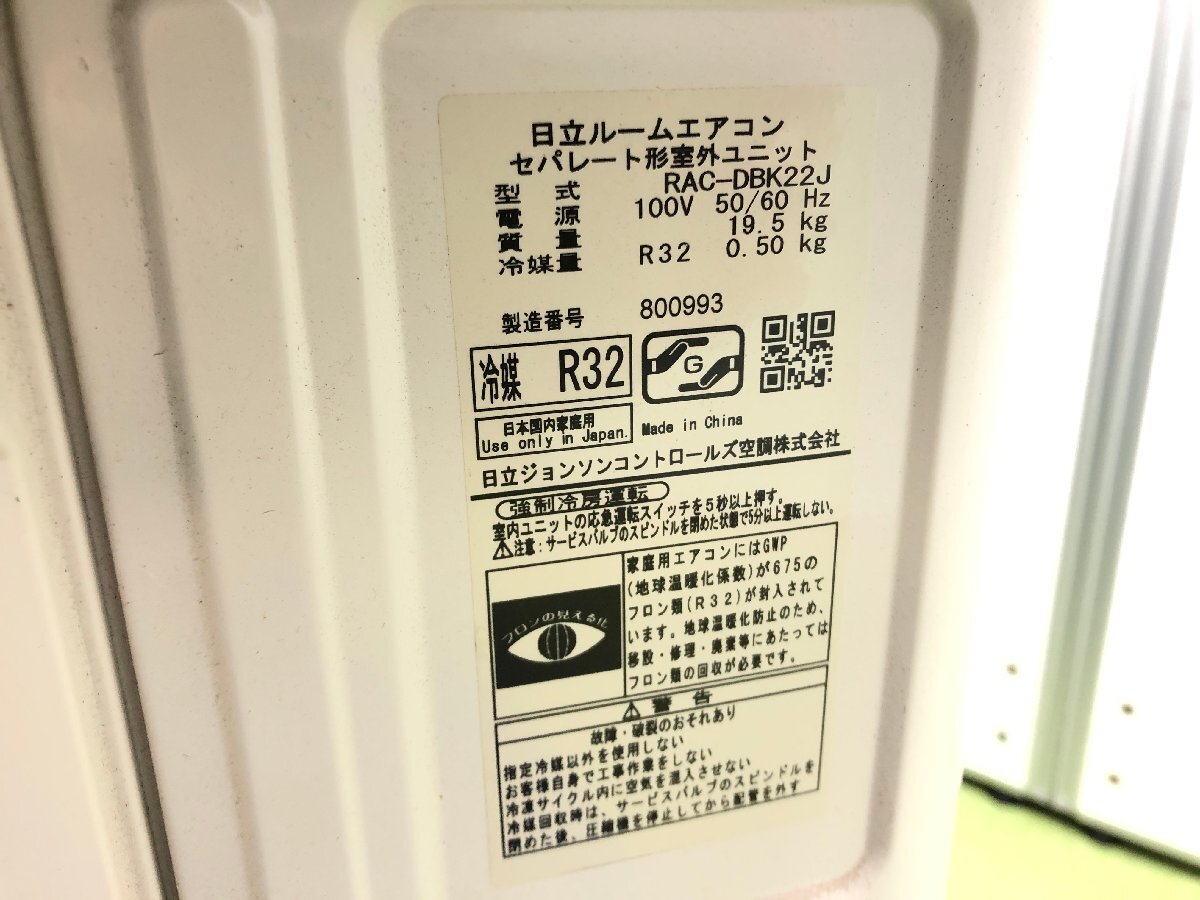 日立ルームエアコン
セパレート形室外ユニット
型 式 RAC-DBK22J
電 源 100V 50/60 Hz
質 量 19.5 kg
冷媒量 R32 0.50 kg
製造番号 800993
冷媒 R32
G
日本国内家庭用
Use only in Japan.
Made in China
日立ジョンソンコントロールズ空調株式会社
強制冷房運転
室内ユニットの応急運転スイッチを5秒以上押す。
注意:サービスバルブのスピンドルを閉めた状態で5分以上運転しない。
フロンの見える化
家庭用エアコンにはGWP
(地球温暖化係数)が675の
フロン類(R32)が封入されて
います。地球温暖化防止のため、
移設・修理・廃棄等にあたっては
フロン類の回収が必要です。
警 告
故障・破裂のおそれあり
指定冷媒以外を使用しない
お客様自身で工事作業をしない
冷凍サイクル内に空気を混入させない
冷媒回収時は、サービスバルブのスピンドルを
閉めた後、圧縮機を停止してから配管を外す